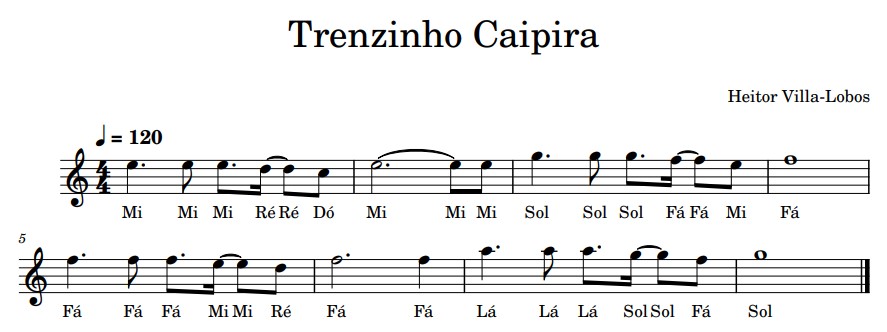 Trenzinho Caipira
Heitor Villa-Lobos
♩ = 120
4/4
Mi Mi Mi Ré Ré Dó Mi Mi Mi Sol Sol Sol Fá Fá Mi Fá
5
Fá Fá Fá Mi Mi Ré Fá Fá Lá Lá Lá Sol Sol Fá Sol